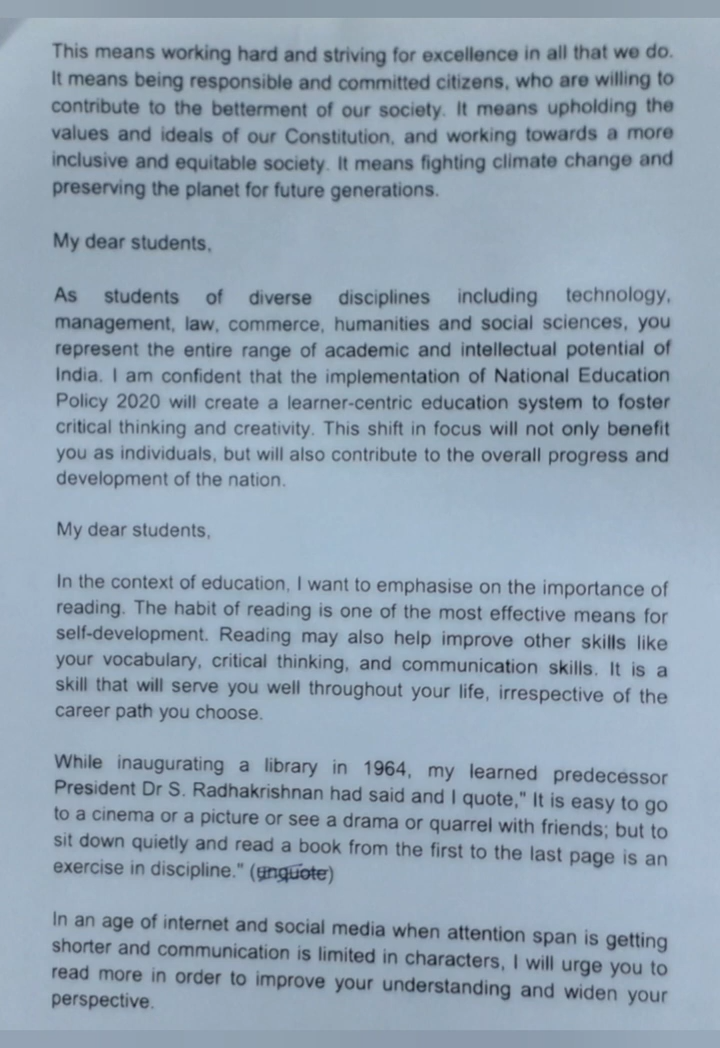 This means working hard and striving for excellence in all that we do.
It means being responsible and committed citizens, who are willing to
contribute to the betterment of our society. It means upholding the
values and ideals of our Constitution, and working towards a more
inclusive and equitable society. It means fighting climate change and
preserving the planet for future generations.
My dear students,
As students of diverse disciplines including technology,
management, law, commerce, humanities and social sciences, you
represent the entire range of academic and intellectual potential of
India. I am confident that the implementation of National Education
Policy 2020 will create a learner-centric education system to foster
critical thinking and creativity. This shift in focus will not only benefit
you as individuals, but will also contribute to the overall progress and
development of the nation.
My dear students,
In the context of education, I want to emphasise on the importance of
reading. The habit of reading is one of the most effective means for
self-development. Reading may also help improve other skills like
your vocabulary, critical thinking, and communication skills. It is a
skill that will serve you well throughout your life, irrespective of the
career path you choose.
While inaugurating a library in 1964, my learned predecessor
President Dr S. Radhakrishnan had said and I quote," It is easy to go
to a cinema or a picture or see a drama or quarrel with friends; but to
sit down quietly and read a book from the first to the last page is an
exercise in discipline." (unquote)
In an age of internet and social media when attention span is getting
shorter and communication is limited in characters, I will urge you to
read more in order to improve your understanding and widen your
perspective.